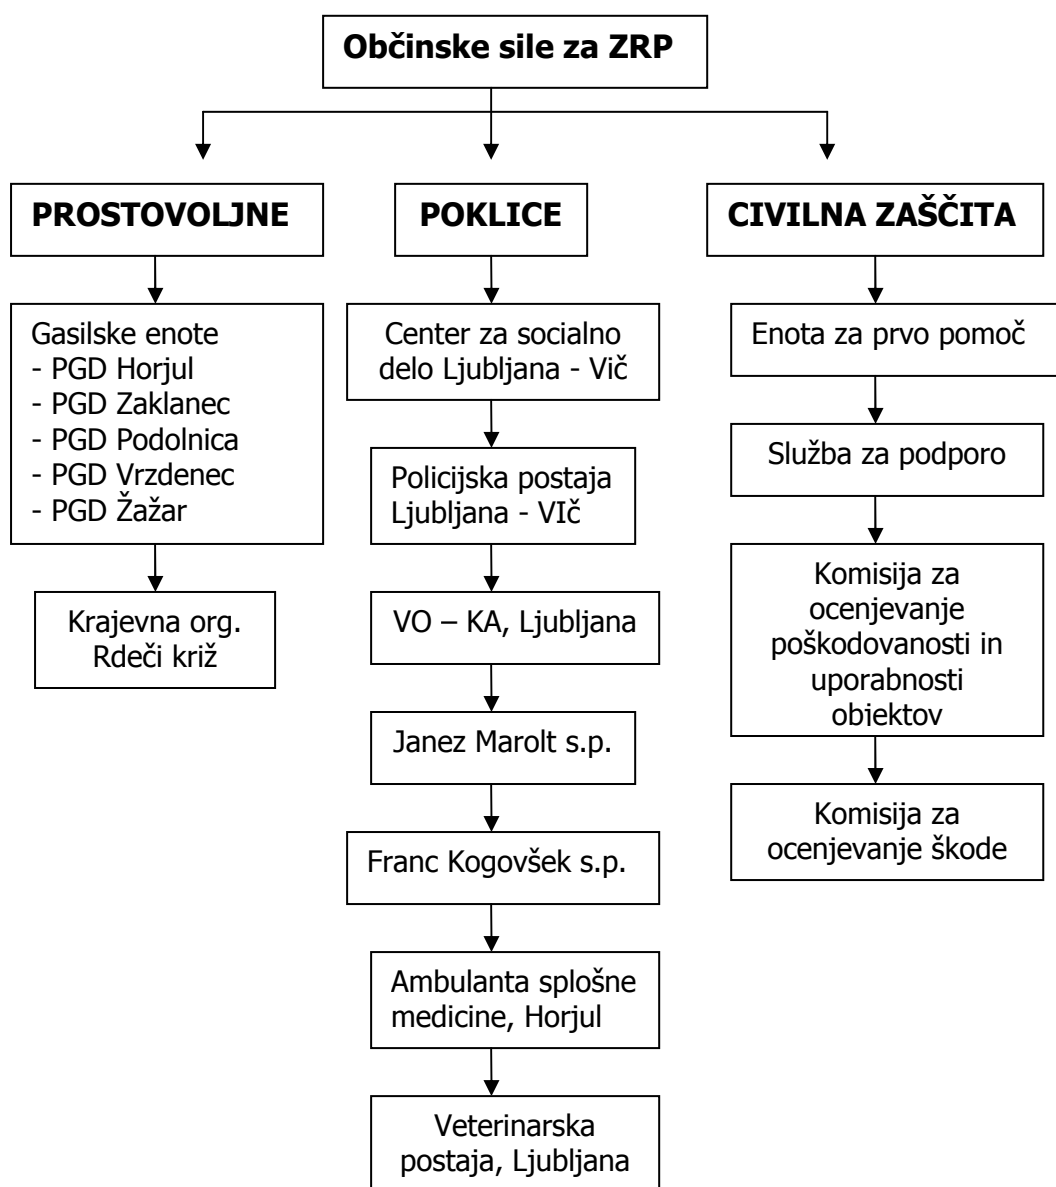 Občinske sile za ZRP
PROSTOVOLJNE
Gasilske enote
- PGD Horjul
- PGD Zaklanec
- PGD Podolnica
- PGD Vrzdenec
- PGD Žažar
Krajevna org.
Rdeči križ
POKLICE
Center za socialno
delo Ljubljana - Vič
Policijska postaja
Ljubljana - VIč
VO – KA, Ljubljana
Janez Marolt s.p.
Franc Kogovšek s.p.
Ambulanta splošne
medicine, Horjul
Veterinarska
postaja, Ljubljana
CIVILNA ZAŠČITA
Enota za prvo pomoč
Služba za podporo
Komisija za
ocenjevanje
poškodovanosti in
uporabnosti
objektov
Komisija za
ocenjevanje škode